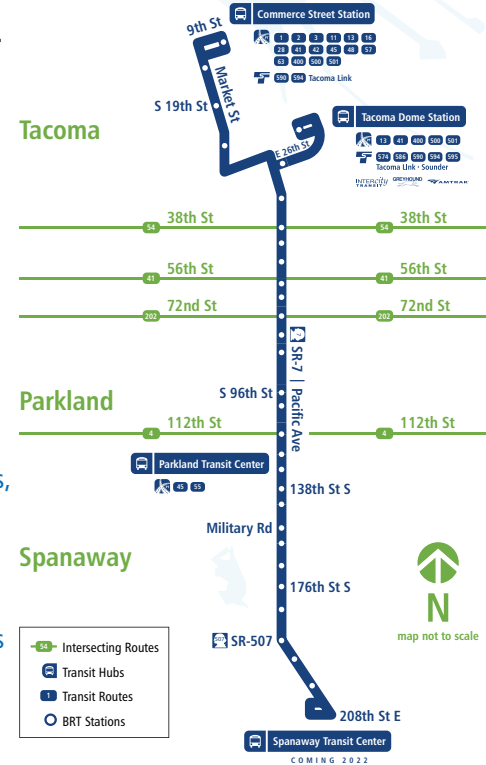 Commerce Street Station
1 2 3 11 13 16
28 41 42 45 48 57
63 400 500 501
590 594 Tacoma Link
9th St
Market St
S 19th St
Tacoma
Tacoma Dome Station
13 41 400 500 501
574 586 590 594 595
Tacoma Link · Sounder
INTERCITY TRANSIT GREYHOUND AMTRAK
E 26th St
54 38th St 54 38th St
41 56th St 41 56th St
202 72nd St 202 72nd St
7 SR-7 | Pacific Ave
S 96th St
Parkland
4 112th St 4 112th St
Parkland Transit Center
45 55
s,
138th St S
Military Rd
Spanaway
176th St S
N
map not to scale
s
507 SR-507
54 Intersecting Routes
Transit Hubs
1 Transit Routes
BRT Stations
208th St E
Spanaway Transit Center
COMING 2022